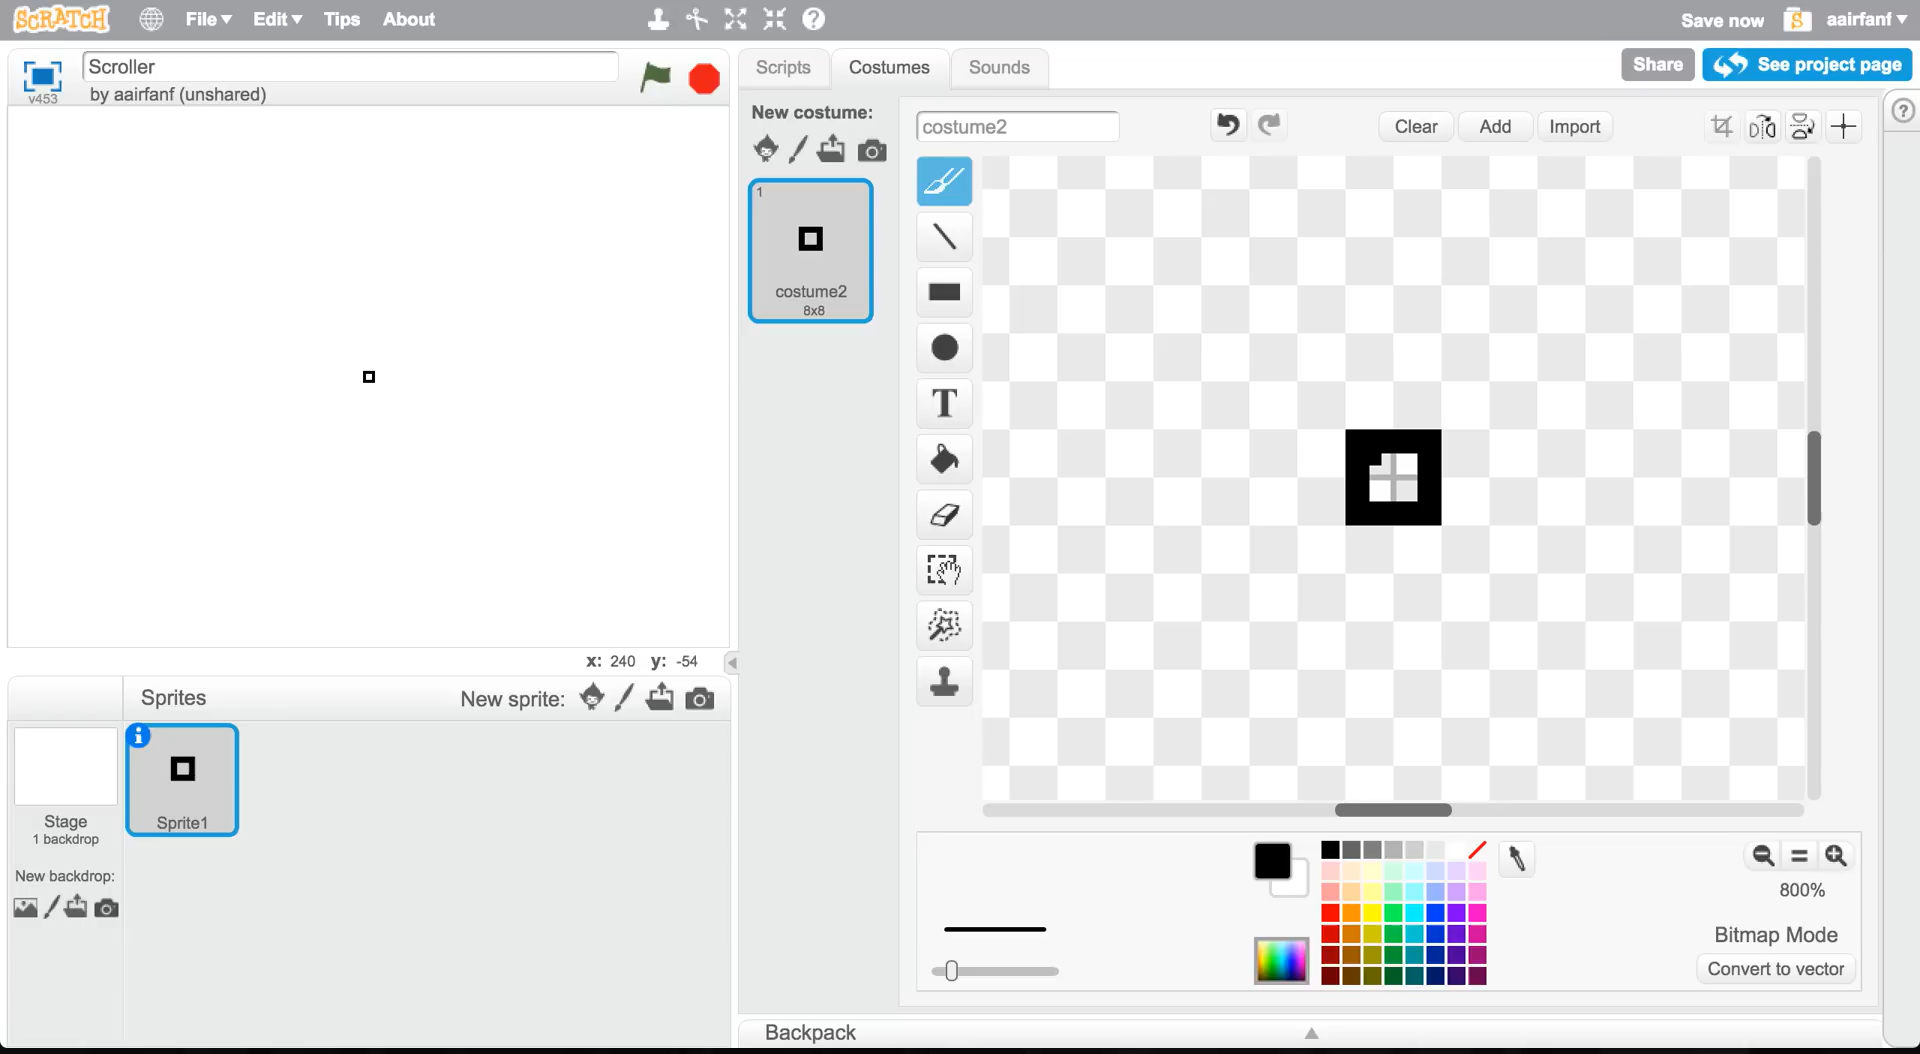 SCRATCH File Edit Tips About Save now aairfanf
v453 Scroller
by aairfanf (unshared)
Scripts Costumes Sounds Share See project page
New costume:
costume2 Clear Add Import
1
costume2
8x8
T
x: 240 y: -54
Sprites New sprite:
Sprite1
Stage
1 backdrop
New backdrop:
800%
Bitmap Mode
Convert to vector
Backpack